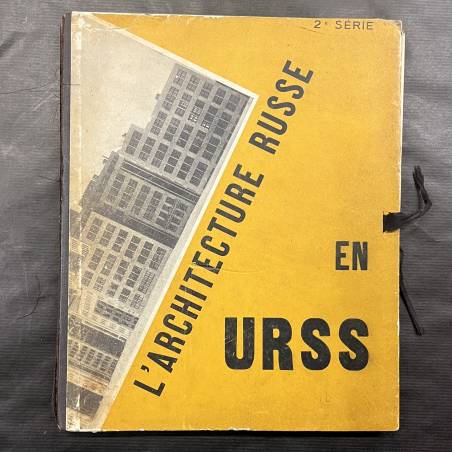 2e SÉRIE
L'ARCHITECTURE RUSSE
EN
URSS